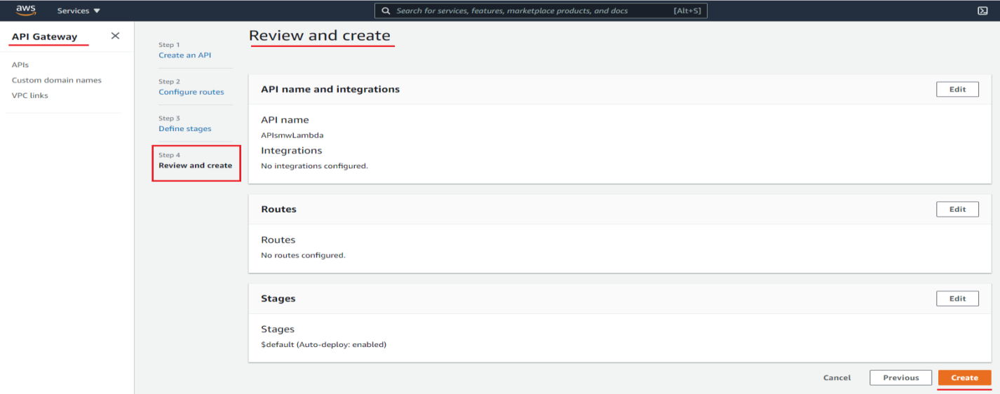 aws
Services ▼
Search for services, features, marketplace products, and docs
[Alt+S]
API Gateway
APIs
Custom domain names
VPC links
Step 1
Create an API
Step 2
Configure routes
Step 3
Define stages
Step 4
Review and create
Review and create
API name and integrations
Edit
API name
APIsmwLambda
Integrations
No integrations configured.
Routes
Edit
Routes
No routes configured.
Stages
Edit
Stages
$default (Auto-deploy: enabled)
Cancel
Previous
Create